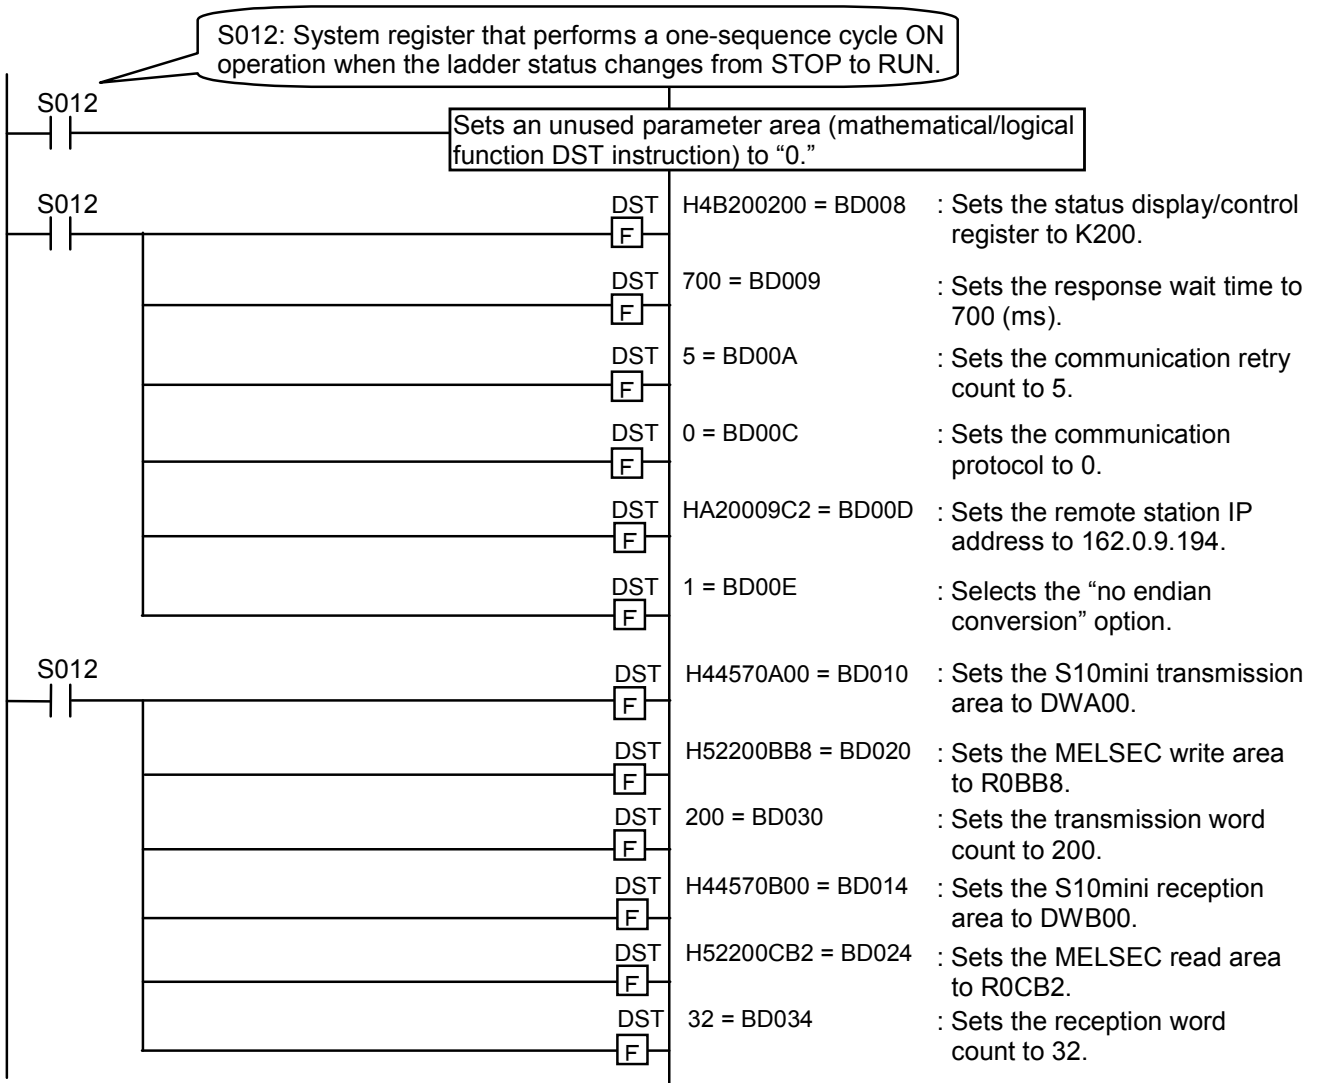 S012: System register that performs a one-sequence cycle ON
operation when the ladder status changes from STOP to RUN.
S012
Sets an unused parameter area (mathematical/logical
function DST instruction) to “0.”
S012
DST H4B200200 = BD008 : Sets the status display/control
F register to K200.
DST 700 = BD009 : Sets the response wait time to
F 700 (ms).
DST 5 = BD00A : Sets the communication retry
F count to 5.
DST 0 = BD00C : Sets the communication
F protocol to 0.
DST HA20009C2 = BD00D : Sets the remote station IP
F address to 162.0.9.194.
DST 1 = BD00E : Selects the “no endian
F conversion” option.
S012
DST H44570A00 = BD010 : Sets the S10mini transmission
F area to DWA00.
DST H52200BB8 = BD020 : Sets the MELSEC write area
F to R0BB8.
DST 200 = BD030 : Sets the transmission word
F count to 200.
DST H44570B00 = BD014 : Sets the S10mini reception
F area to DWB00.
DST H52200CB2 = BD024 : Sets the MELSEC read area
F to R0CB2.
DST 32 = BD034 : Sets the reception word
F count to 32.